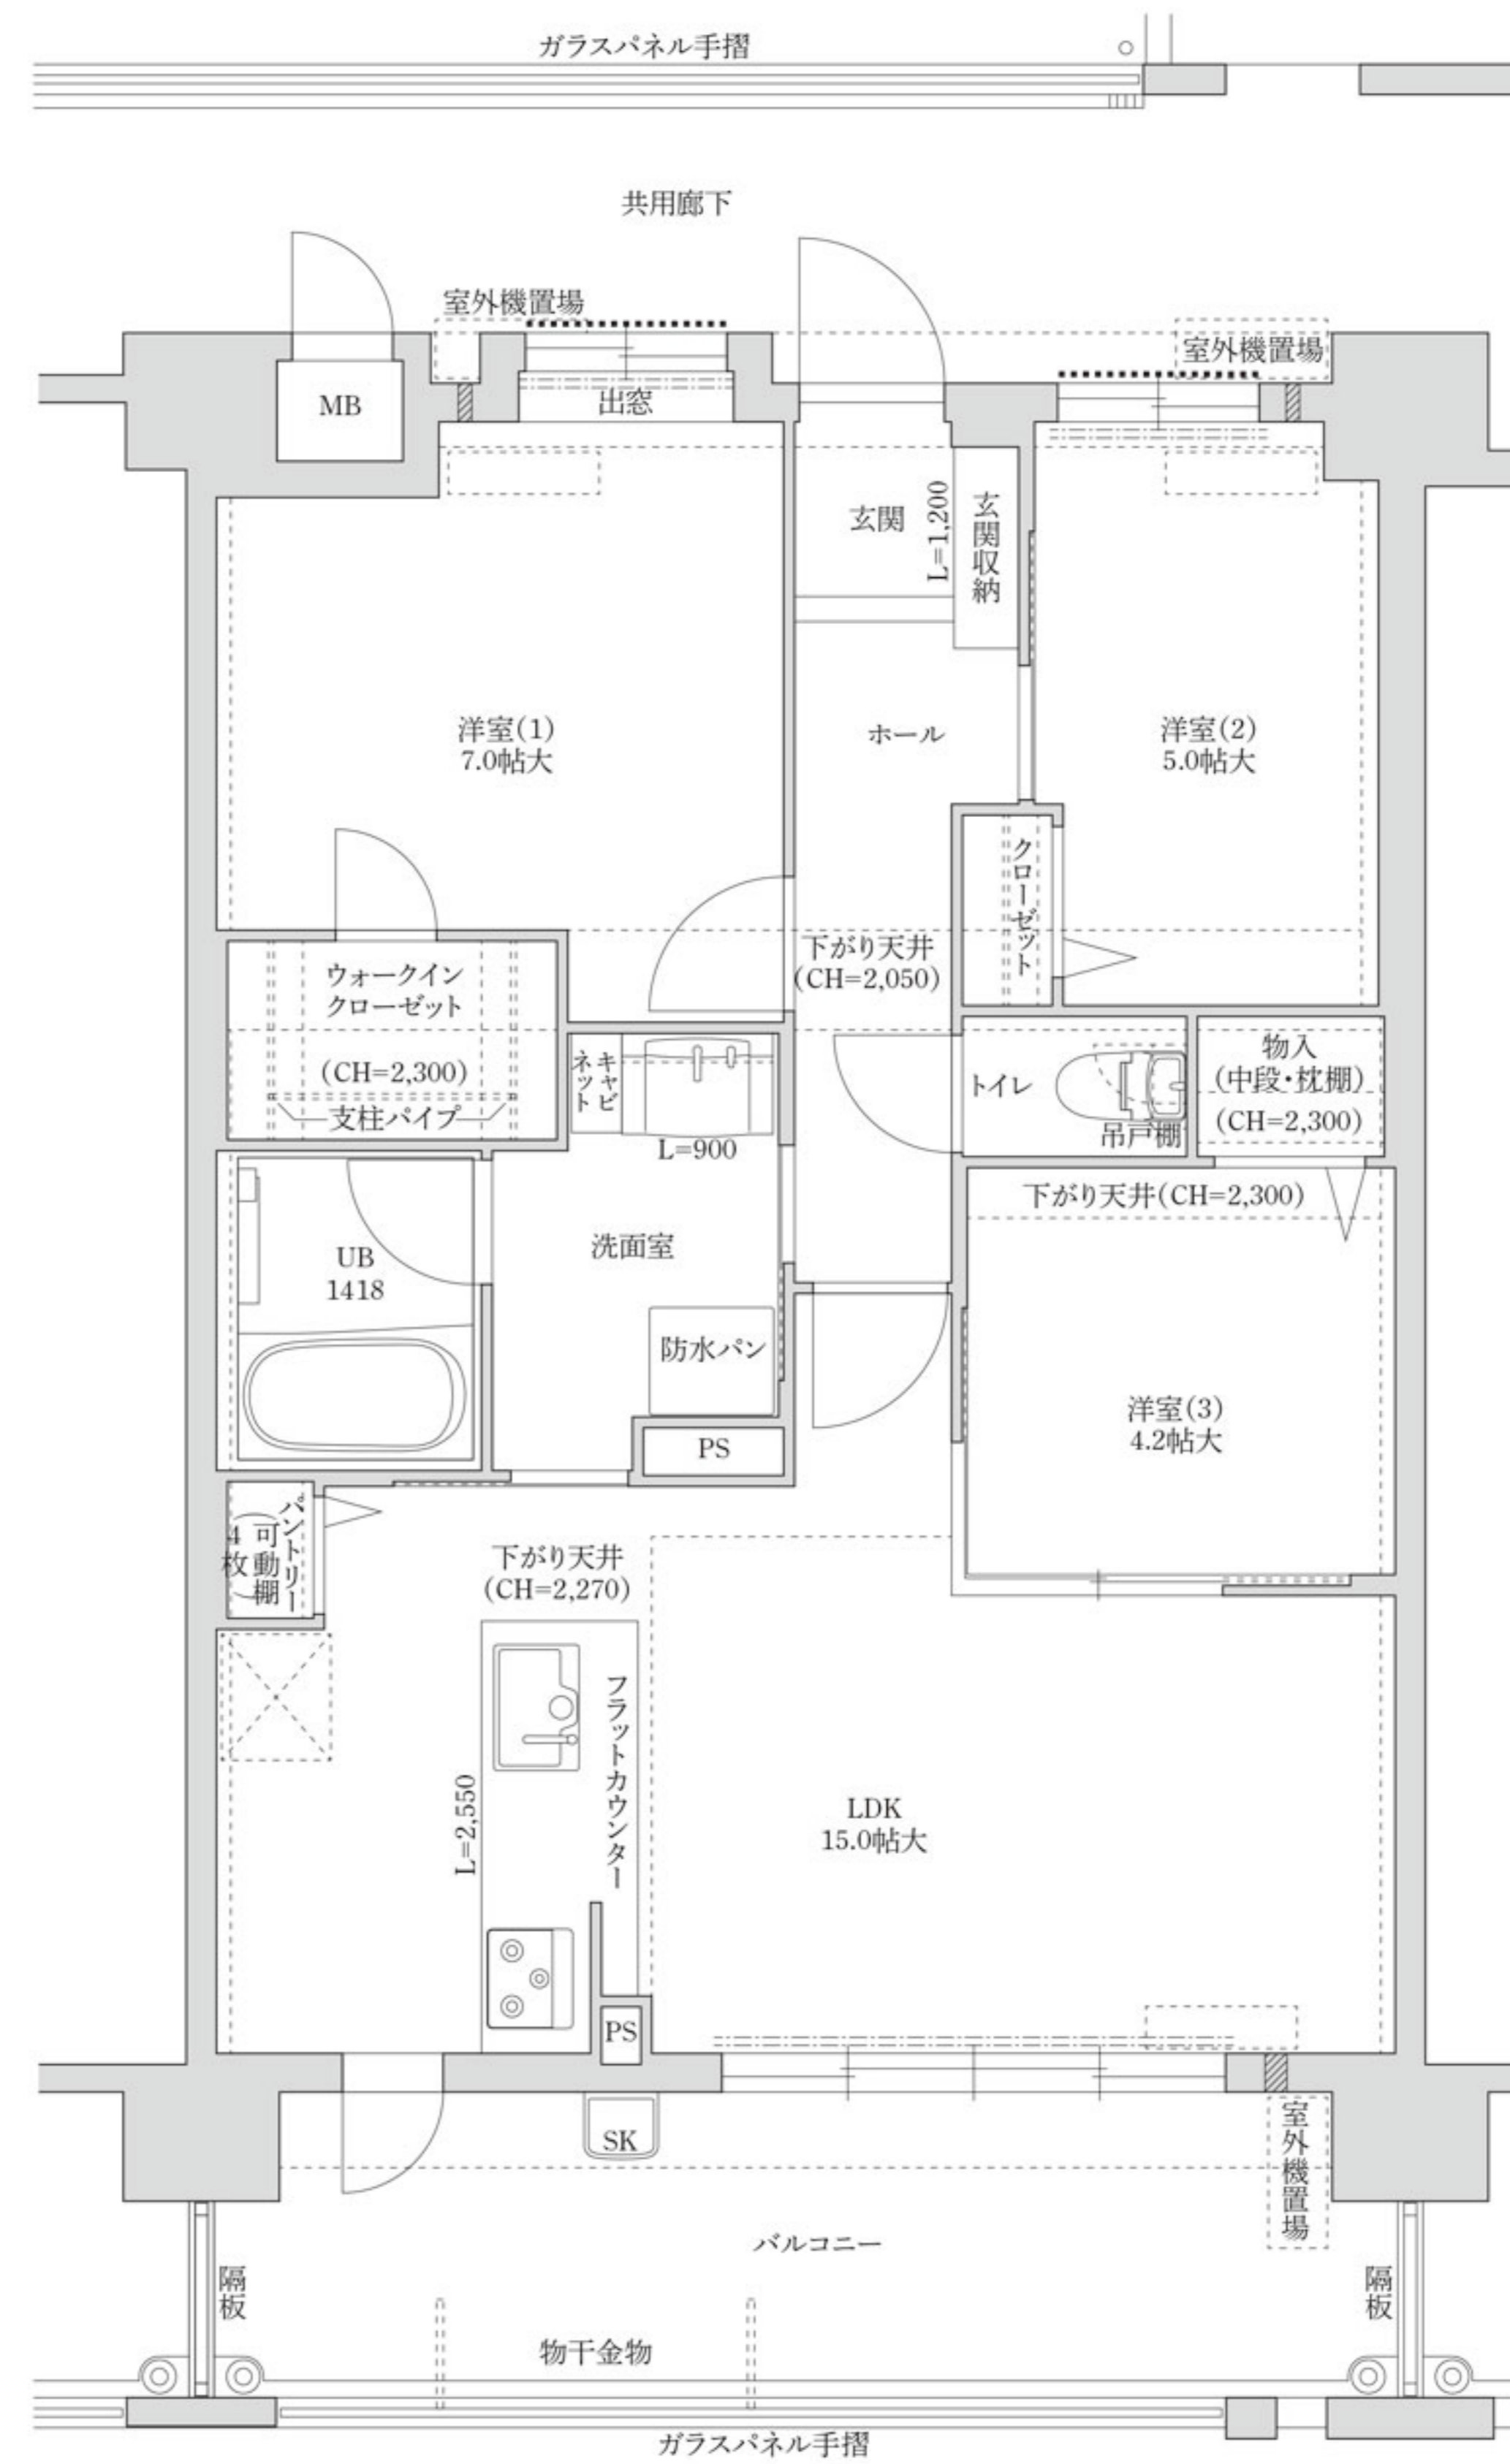 ガラスパネル手摺
共用廊下
室外機置場
室外機置場
MB
出窓
玄関
L=1,200
玄関収納
洋室(1)
7.0帖大
ホール
洋室(2)
5.0帖大
クローゼット
下がり天井
(CH=2,050)
ウォークイン
クローゼット
(CH=2,300)
支柱パイプ
キャビ
ネット
L=900
トイレ
吊戸棚
物入
(中段・枕棚)
(CH=2,300)
下がり天井(CH=2,300)
洗面室
UB
1418
防水パン
PS
洋室(3)
4.2帖大
パントリー
(可動棚
4枚)
下がり天井
(CH=2,270)
フラットカウンター
L=2,550
LDK
15.0帖大
PS
SK
室外機置場
バルコニー
隔板
隔板
物干金物
ガラスパネル手摺